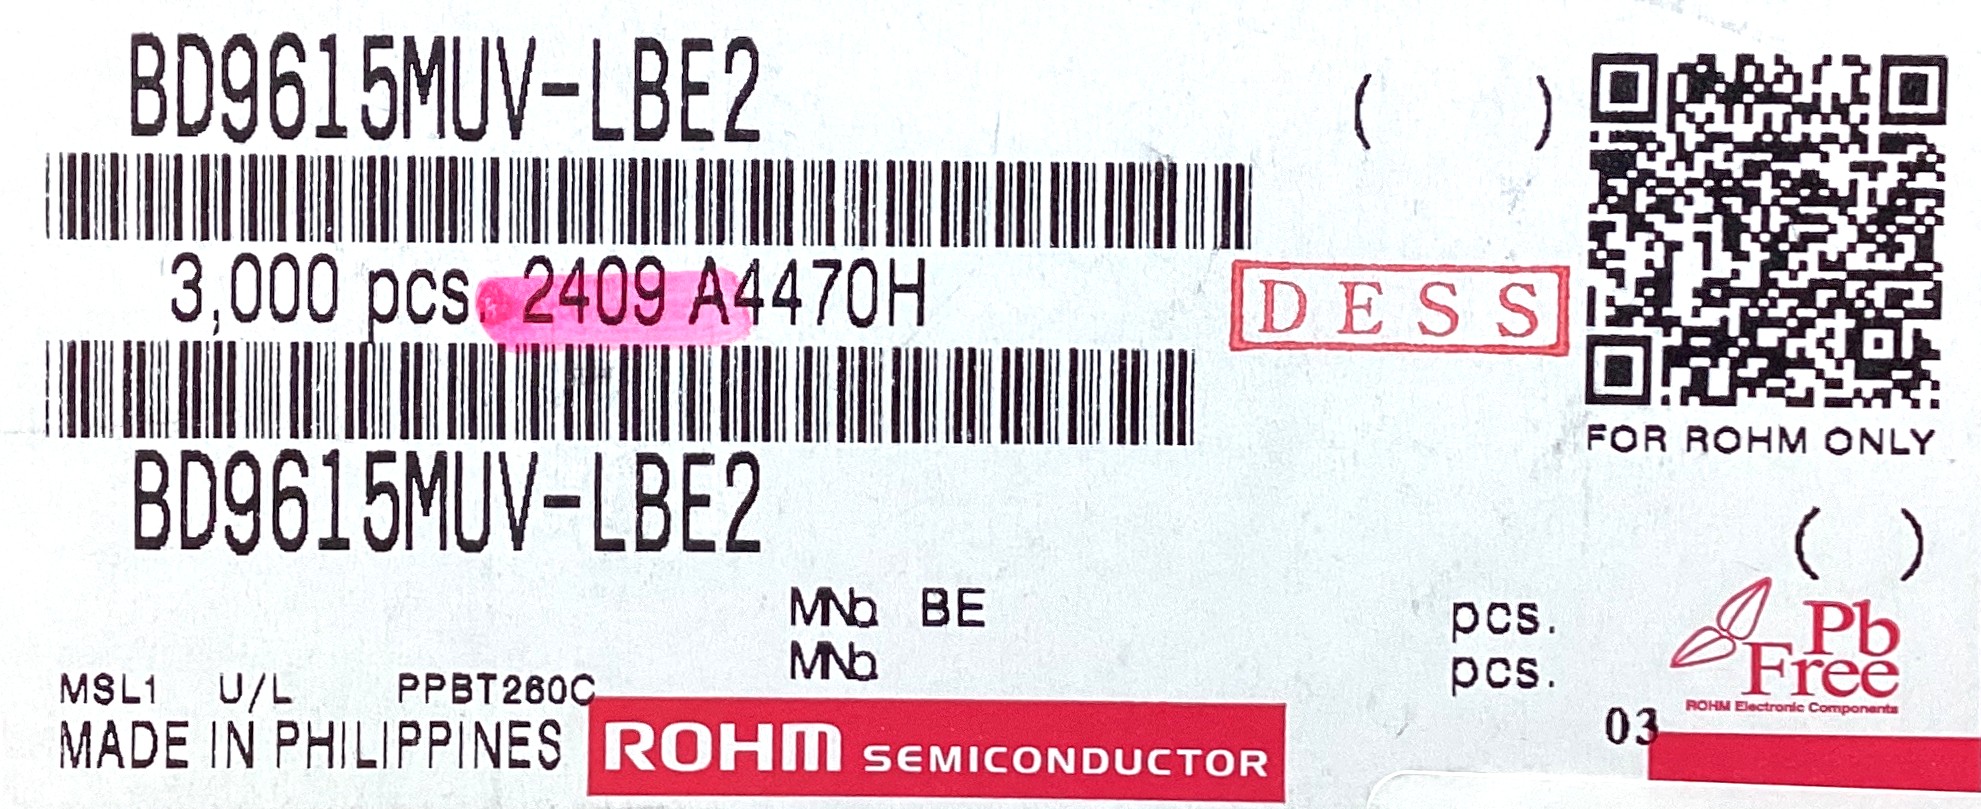 BD9615MUV-LBE2
( )
3,000 pcs. 2409 A4470H
DESS
FOR ROHM ONLY
BD9615MUV-LBE2
( )
MNo. BE pcs.
MNo. pcs.
Pb
Free
ROHM Electronic Components
MSL1 U/L PPBT260C
03
MADE IN PHILIPPINES
ROHM SEMICONDUCTOR